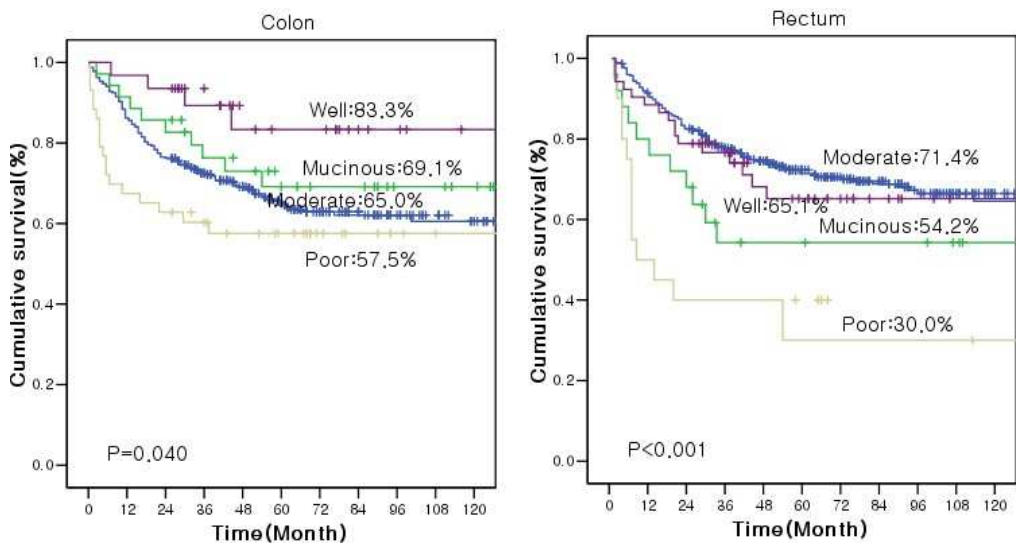 Colon
Cumulative survival(%)
1.0
0.8
0.6
0.4
0.2
0.0
Well:83.3%
Mucinous:69.1%
Moderate:65.0%
Poor:57.5%
P=0.040
0 12 24 36 48 60 72 84 96 108 120
Time(Month)
Rectum
Cumulative survival(%)
1.0
0.8
0.6
0.4
0.2
0.0
Moderate:71.4%
Well:65.1%
Mucinous:54.2%
Poor:30.0%
P<0.001
0 12 24 36 48 60 72 84 96 108 120
Time(Month)